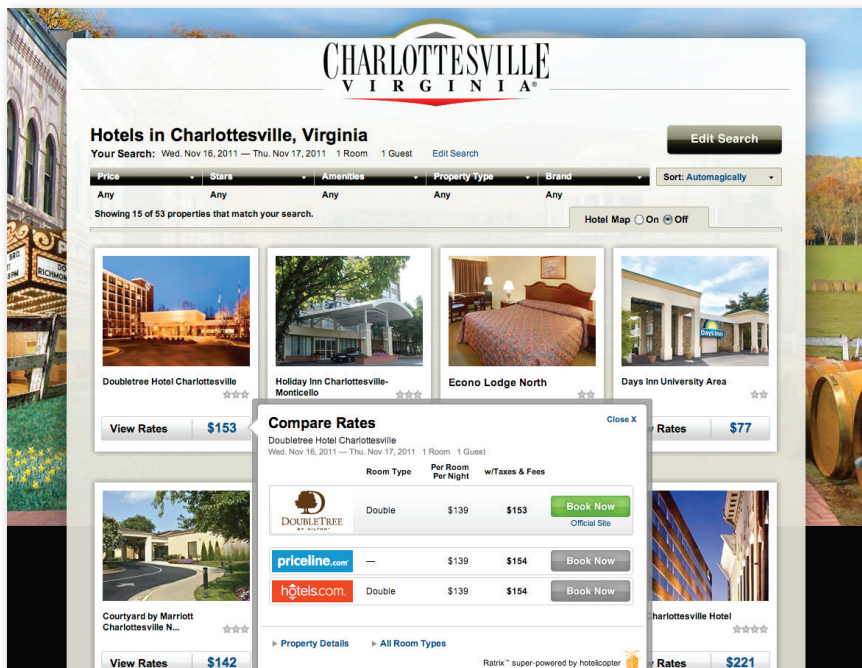 CHARLOTTESVILLE
VIRGINIA®
Hotels in Charlottesville, Virginia
Edit Search
Your Search: Wed. Nov 16, 2011 — Thu. Nov 17, 2011 1 Room 1 Guest Edit Search
Price Stars Amenities Property Type Brand Sort: Automagically
Any Any Any Any Any
Showing 15 of 53 properties that match your search.
Hotel Map On Off
BRO.
RICHMON
Days Inn
Doubletree Hotel Charlottesville
Holiday Inn Charlottesville-
Monticello
Econo Lodge North
Days Inn University Area
View Rates $153
Rates $77
Compare Rates
Close X
Doubletree Hotel Charlottesville
Wed. Nov 16, 2011 — Thu. Nov 17, 2011 1 Room 1 Guest
Room Type Per Room w/Taxes & Fees
Per Night
DOUBLETREE
BY HILTON™
Double $139 $153 Book Now
Official Site
priceline.com® — $139 $154 Book Now
hotels.com Double $139 $154 Book Now
Property Details All Room Types
Ratrix™ super-powered by hotelicopter
Courtyard by Marriott
Charlottesville N...
harlottesville Hotel
View Rates $142
Rates $221